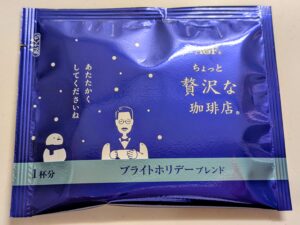 ちょっと
贅沢な
珈琲店®
あたたかく
してくださいね
1杯分
ブライトホリデーブレンド